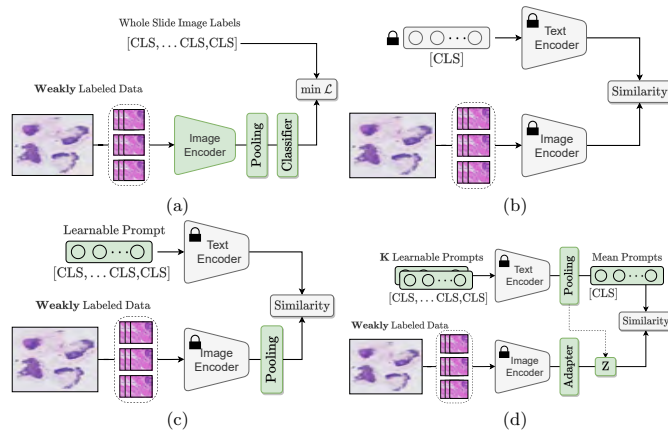 Whole Slide Image Labels
[CLS, ... CLS,CLS]
min ℒ
Weakly Labeled Data
Image
Encoder
Pooling
Classifier
(a)
[CLS]
Text
Encoder
Similarity
Image
Encoder
(b)
Learnable Prompt
[CLS, ... CLS,CLS]
Text
Encoder
Similarity
Weakly Labeled Data
Image
Encoder
Pooling
(c)
K Learnable Prompts
[CLS, ... CLS,CLS]
Text
Encoder
Pooling
Mean Prompts
[CLS]
Similarity
Weakly Labeled Data
Image
Encoder
Adapter
Z
(d)